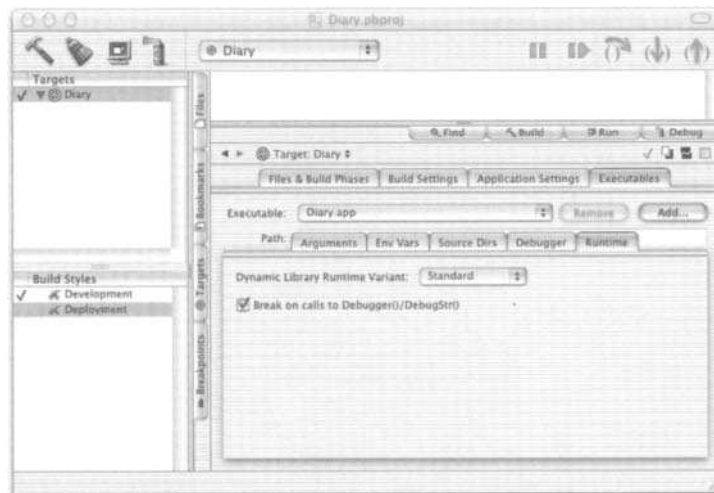 Diary.pbproj
Diary
Targets
Diary
Files
Bookmarks
Targets
Breakpoints
Find Build Run Debug
Target: Diary
Files & Build Phases Build Settings Application Settings Executables
Executable: Diary app Remove Add...
Path: Arguments Env Vars Source Dirs Debugger Runtime
Dynamic Library Runtime Variant: Standard
Break on calls to Debugger()/DebugStr()
Build Styles
Development
Deployment